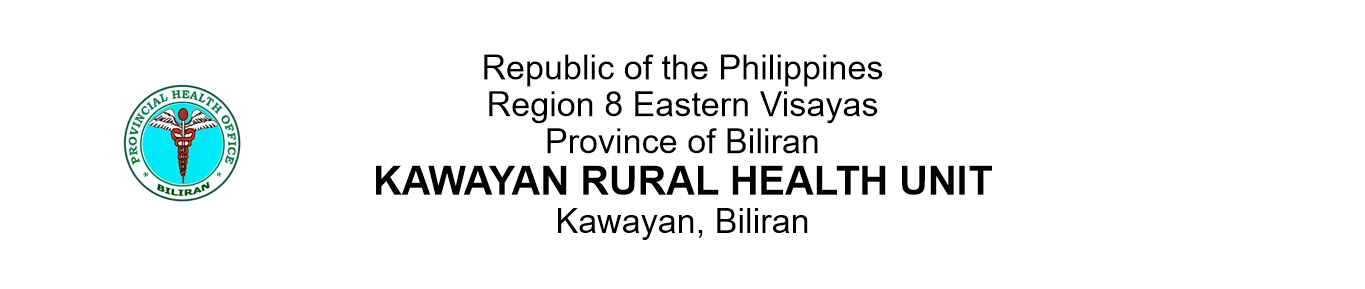 PROVINCIAL HEALTH OFFICE
* BILIRAN *
Republic of the Philippines
Region 8 Eastern Visayas
Province of Biliran
KAWAYAN RURAL HEALTH UNIT
Kawayan, Biliran